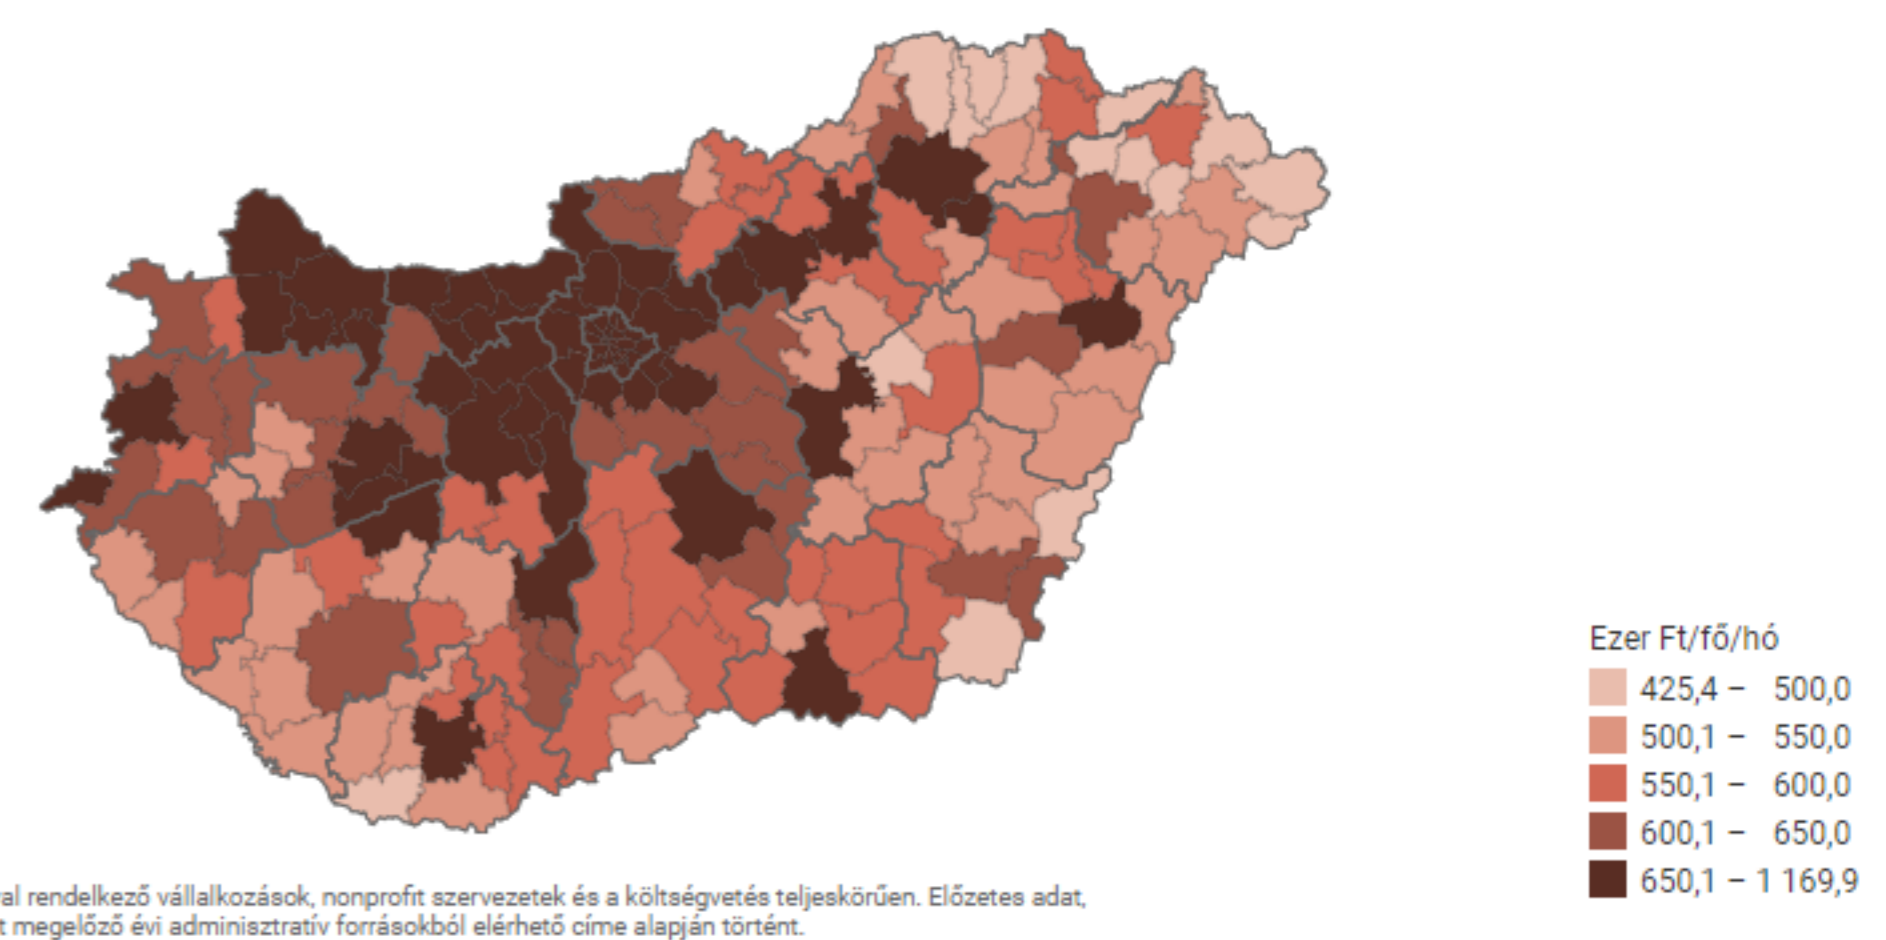 Ezer Ft/fő/hó
425,4 – 500,0
500,1 – 550,0
550,1 – 600,0
600,1 – 650,0
650,1 – 1 169,9
al rendelkező vállalkozások, nonprofit szervezetek és a költségvetés teljeskörűen. Előzetes adat,
t megelőző évi adminisztratív forrásokból elérhető címe alapján történt.